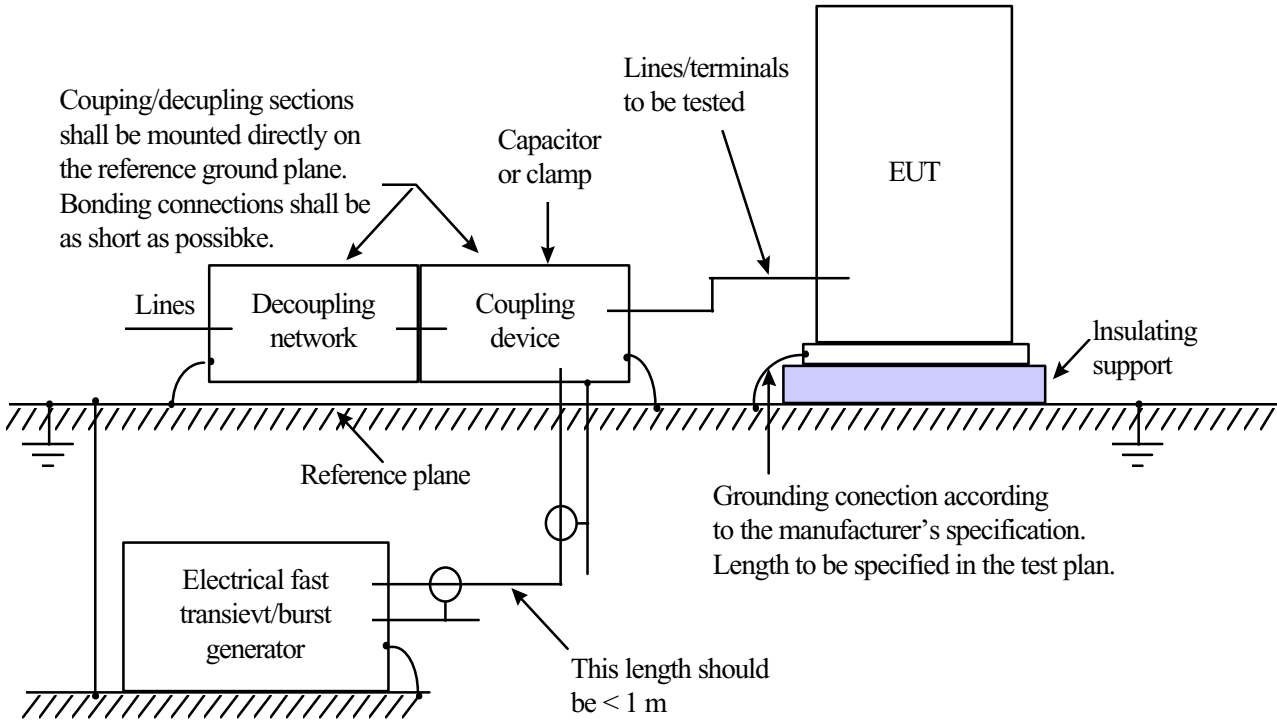 Couping/decupling sections
shall be mounted directly on
the reference ground plane.
Bonding connections shall be
as short as possibke.
Capacitor
or clamp
Lines/terminals
to be tested
EUT
Lines
Decoupling
network
Coupling
device
lnsulating
support
Reference plane
Grounding conection according
to the manufacturer’s specification.
Length to be specified in the test plan.
Electrical fast
transievt/burst
generator
This length should
be < 1 m